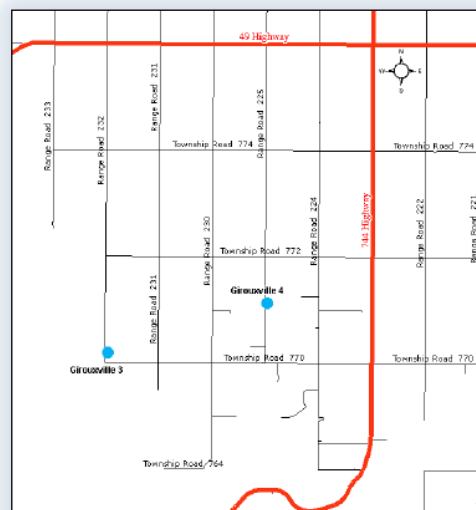 49 Highway
N
W
E
S
Range Road 233
Range Road 232
Range Road 231
Range Road 225
Township Road 774
Township Road 774
Range Road 230
Range Road 224
744 Highway
Range Road 222
Range Road 221
Township Road 772
Range Road 231
Girouxville 4
Girouxville 3
Township Road 770
Township Road 770
Township Road 764